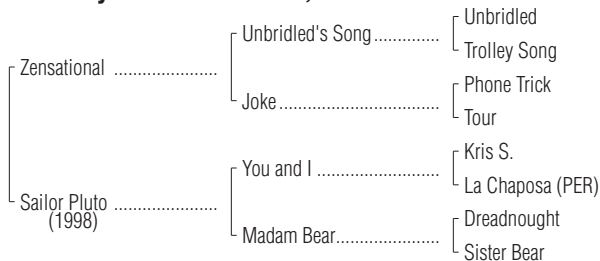 Unbridled
Unbridled's Song
Trolley Song
Zensational
Phone Trick
Joke
Tour
Kris S.
You and I
La Chaposa (PER)
Sailor Pluto
(1998)
Dreadnought
Madam Bear
Sister Bear